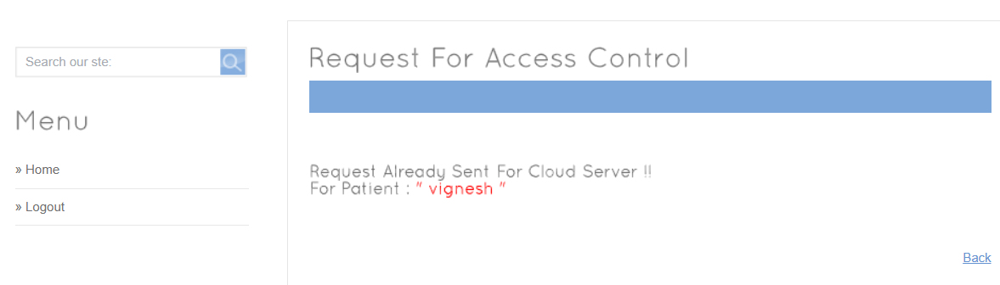 Search our ste:
Menu
» Home
» Logout
Request For Access Control
Request Already Sent For Cloud Server !!
For Patient : " vignesh "
Back